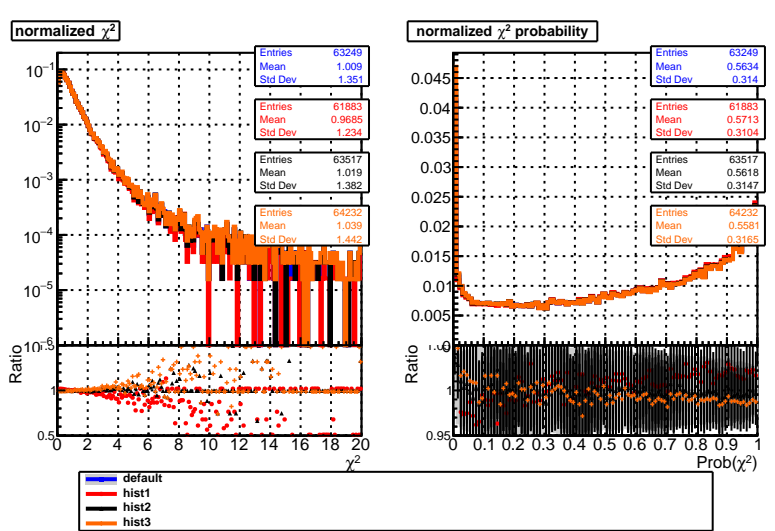 normalized χ²
Entries 63249
Mean 1.009
Std Dev 1.351
Entries 61883
Mean 0.9685
Std Dev 1.234
Entries 63517
Mean 1.019
Std Dev 1.382
Entries 64232
Mean 1.039
Std Dev 1.442
10⁻¹
10⁻²
10⁻³
10⁻⁴
10⁻⁵
Ratio
1
0.5
0 2 4 6 8 10 12 14 16 18 20
χ²
normalized χ² probability
Entries 63249
Mean 0.5634
Std Dev 0.314
Entries 61883
Mean 0.5713
Std Dev 0.3104
Entries 63517
Mean 0.5618
Std Dev 0.3147
Entries 64232
Mean 0.5581
Std Dev 0.3165
0.045
0.04
0.035
0.03
0.025
0.02
0.015
0.01
0.005
Ratio
1
0.95
0.1 0.2 0.3 0.4 0.5 0.6 0.7 0.8 0.9 1
Prob(χ²)
default
hist1
hist2
hist3